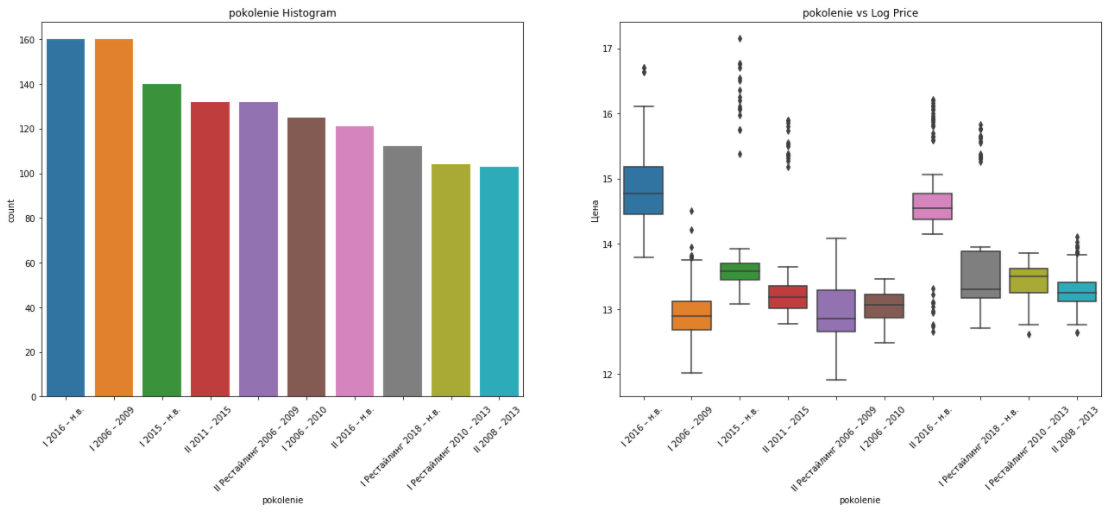 pokolenie Histogram
160
140
120
100
80
60
40
20
0
count
I 2016 – н.в.
I 2006 – 2009
I 2015 – н.в.
II 2011 – 2015
II Рестайлинг 2006 – 2009
I 2006 – 2010
II 2016 – н.в.
I Рестайлинг 2018 – н.в.
I Рестайлинг 2010 – 2013
II 2008 – 2013
pokolenie
pokolenie vs Log Price
17
16
15
14
13
12
Цена
I 2016 – н.в.
I 2006 – 2009
I 2015 – н.в.
II 2011 – 2015
II Рестайлинг 2006 – 2009
I 2006 – 2010
II 2016 – н.в.
I Рестайлинг 2018 – н.в.
I Рестайлинг 2010 – 2013
II 2008 – 2013
pokolenie